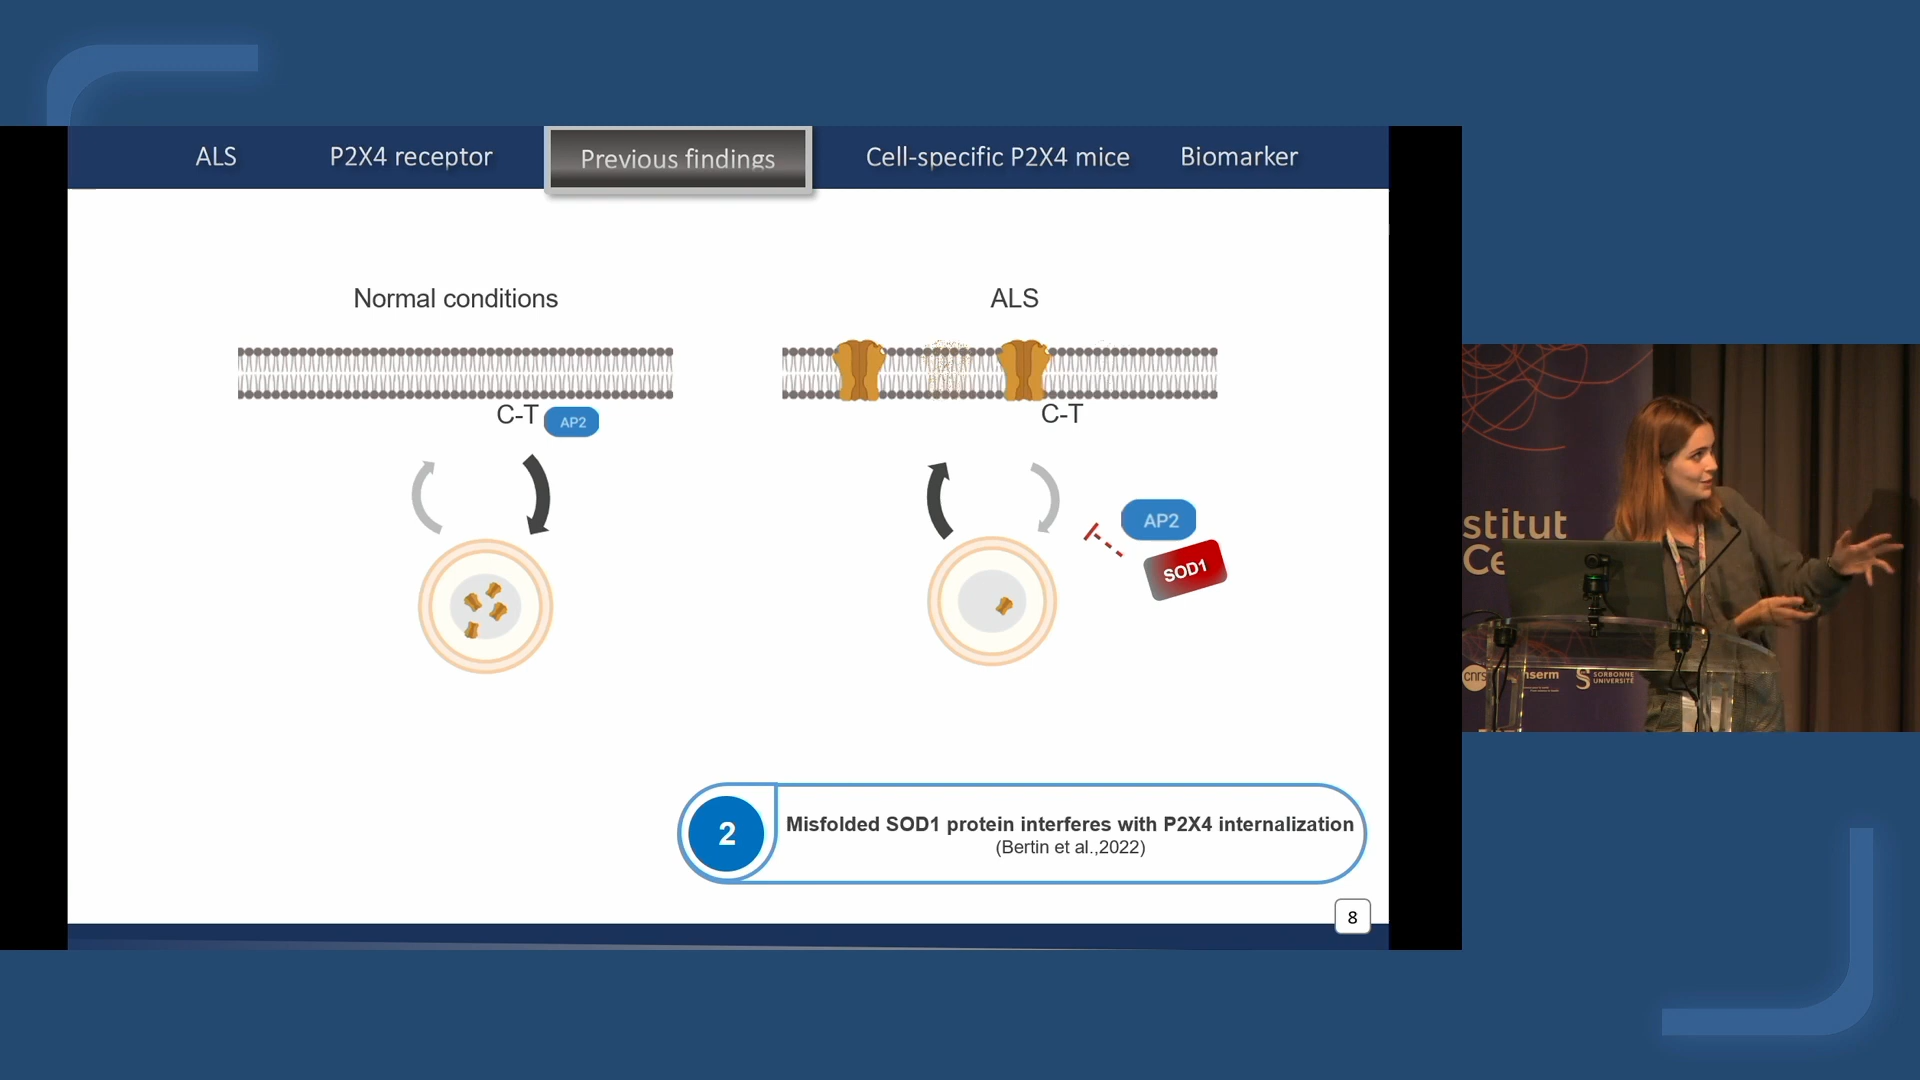 ALS
P2X4 receptor
Previous findings
Cell-specific P2X4 mice
Biomarker
Normal conditions
ALS
C-T
AP2
C-T
AP2
SOD1
2
Misfolded SOD1 protein interferes with P2X4 internalization
(Bertin et al.,2022)
8
stitut
Ce
cnrs
nserm
SORBONNE
UNIVERSITÉ